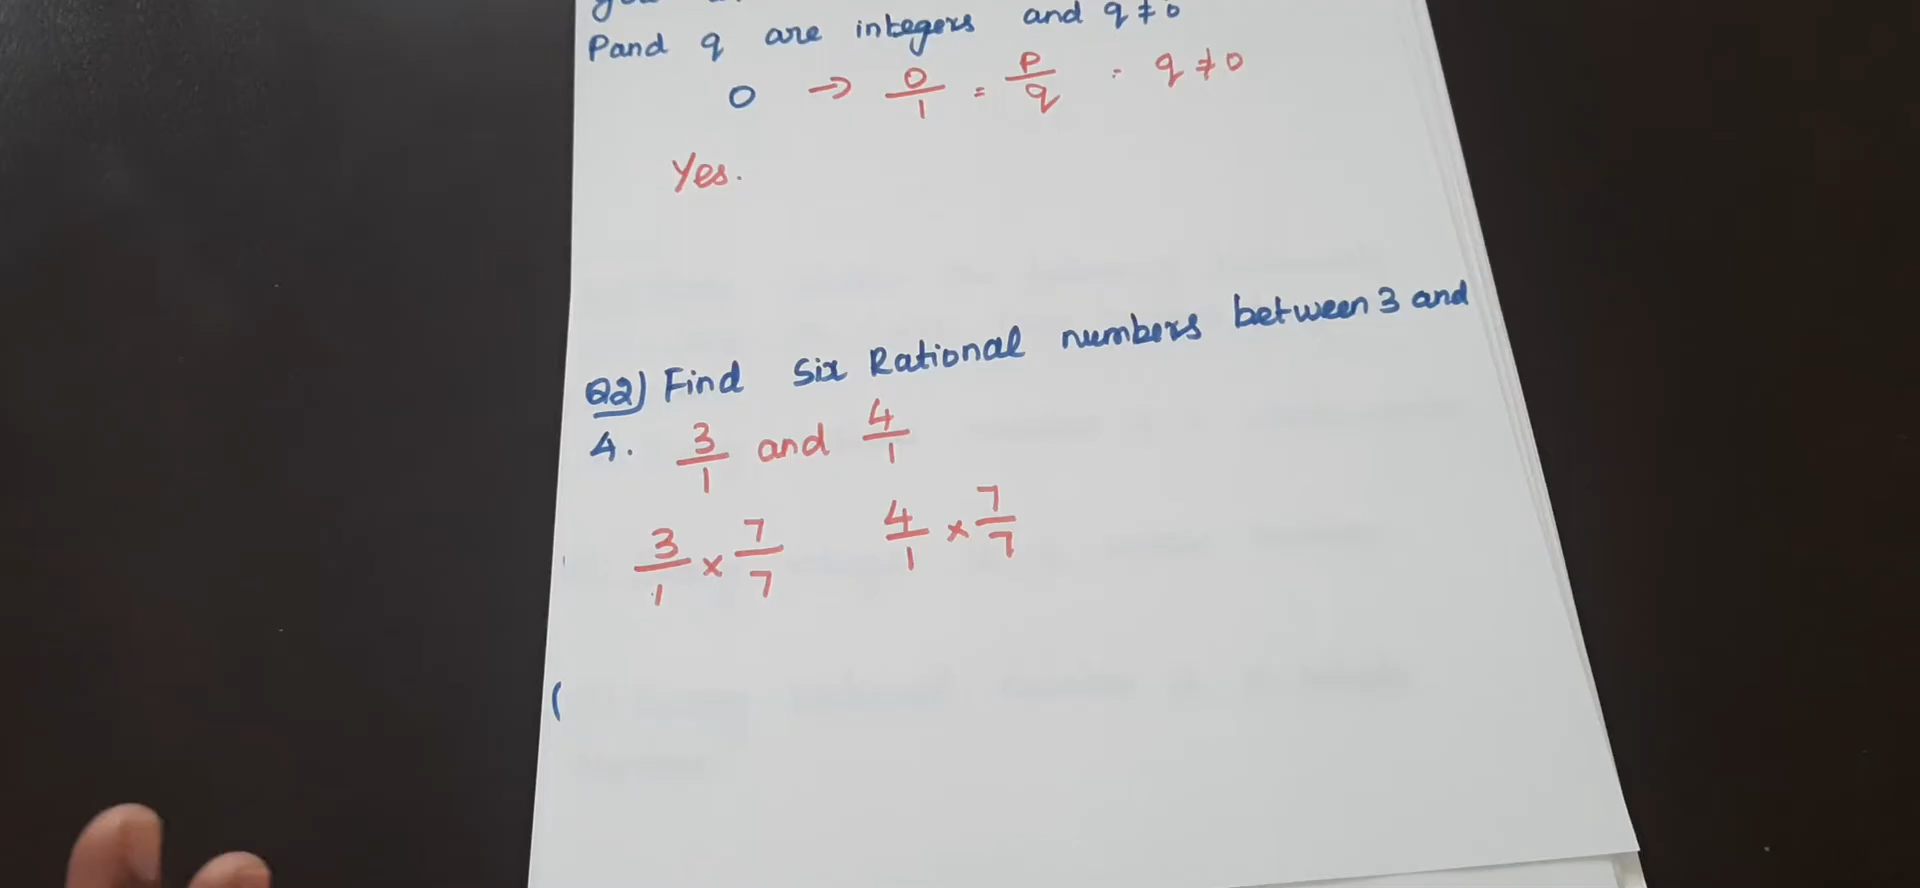 you
Pand q are integers and q ≠ 0
0 → 0/1 = P/q : q ≠ 0
Yes.
Q2) Find Six Rational numbers between 3 and
4. 3/1 and 4/1
3/1 × 7/7 4/1 × 7/7
(